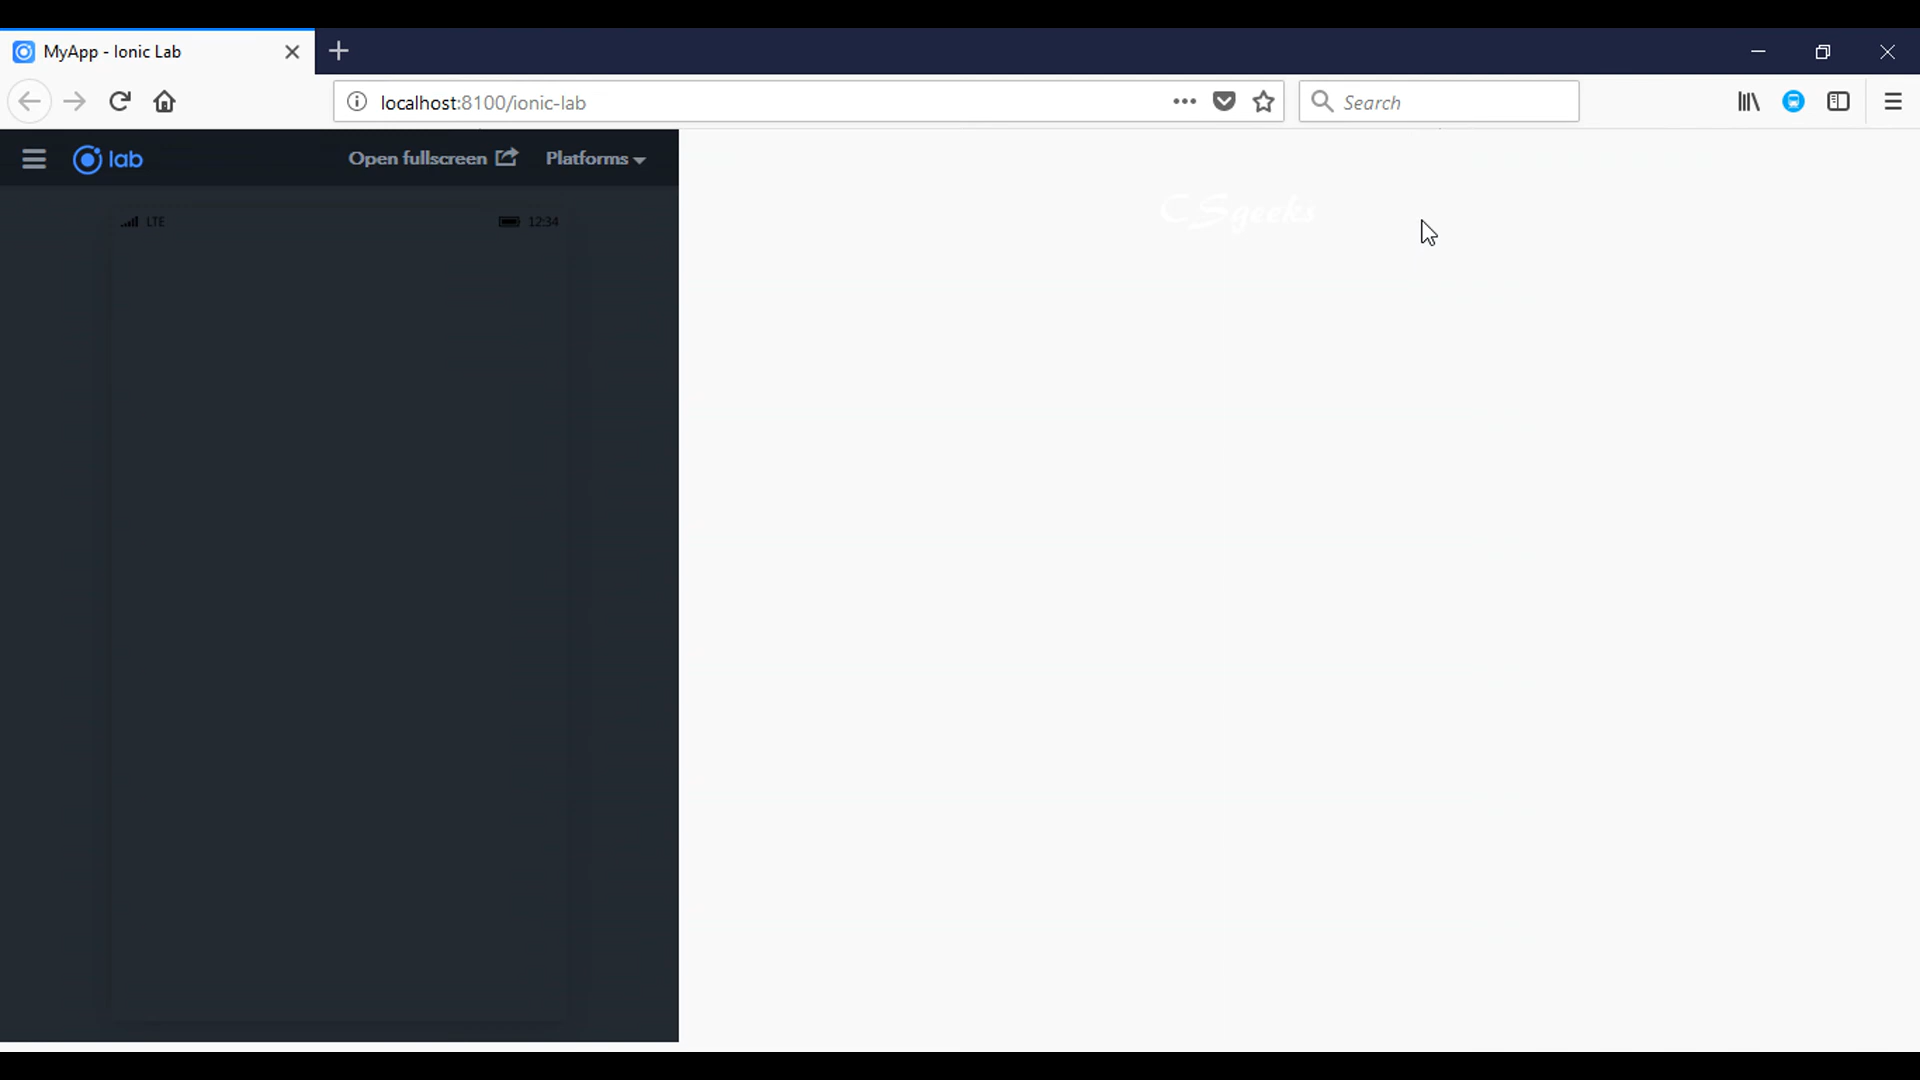 MyApp - Ionic Lab
localhost:8100/ionic-lab
Search
lab
Open fullscreen
Platforms
LTE
12:34
CSgeeks